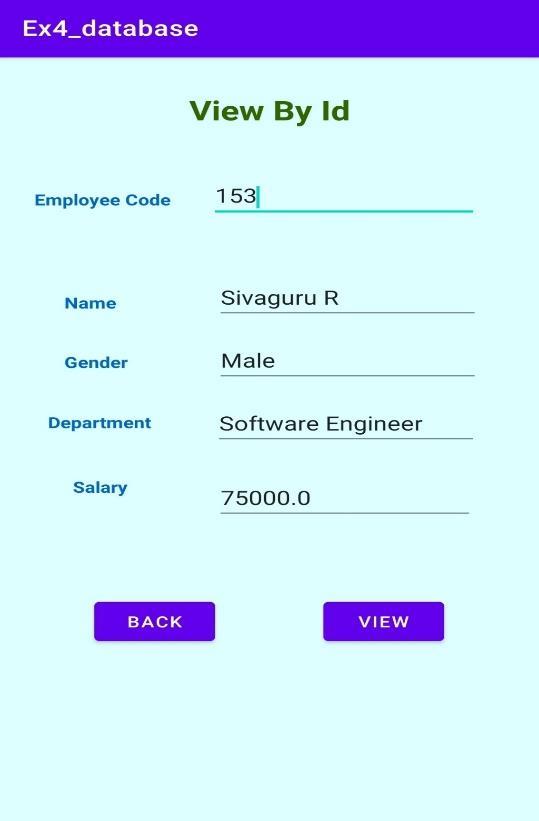 Ex4_database
View By Id
Employee Code 153
Name Sivaguru R
Gender Male
Department Software Engineer
Salary 75000.0
BACK VIEW